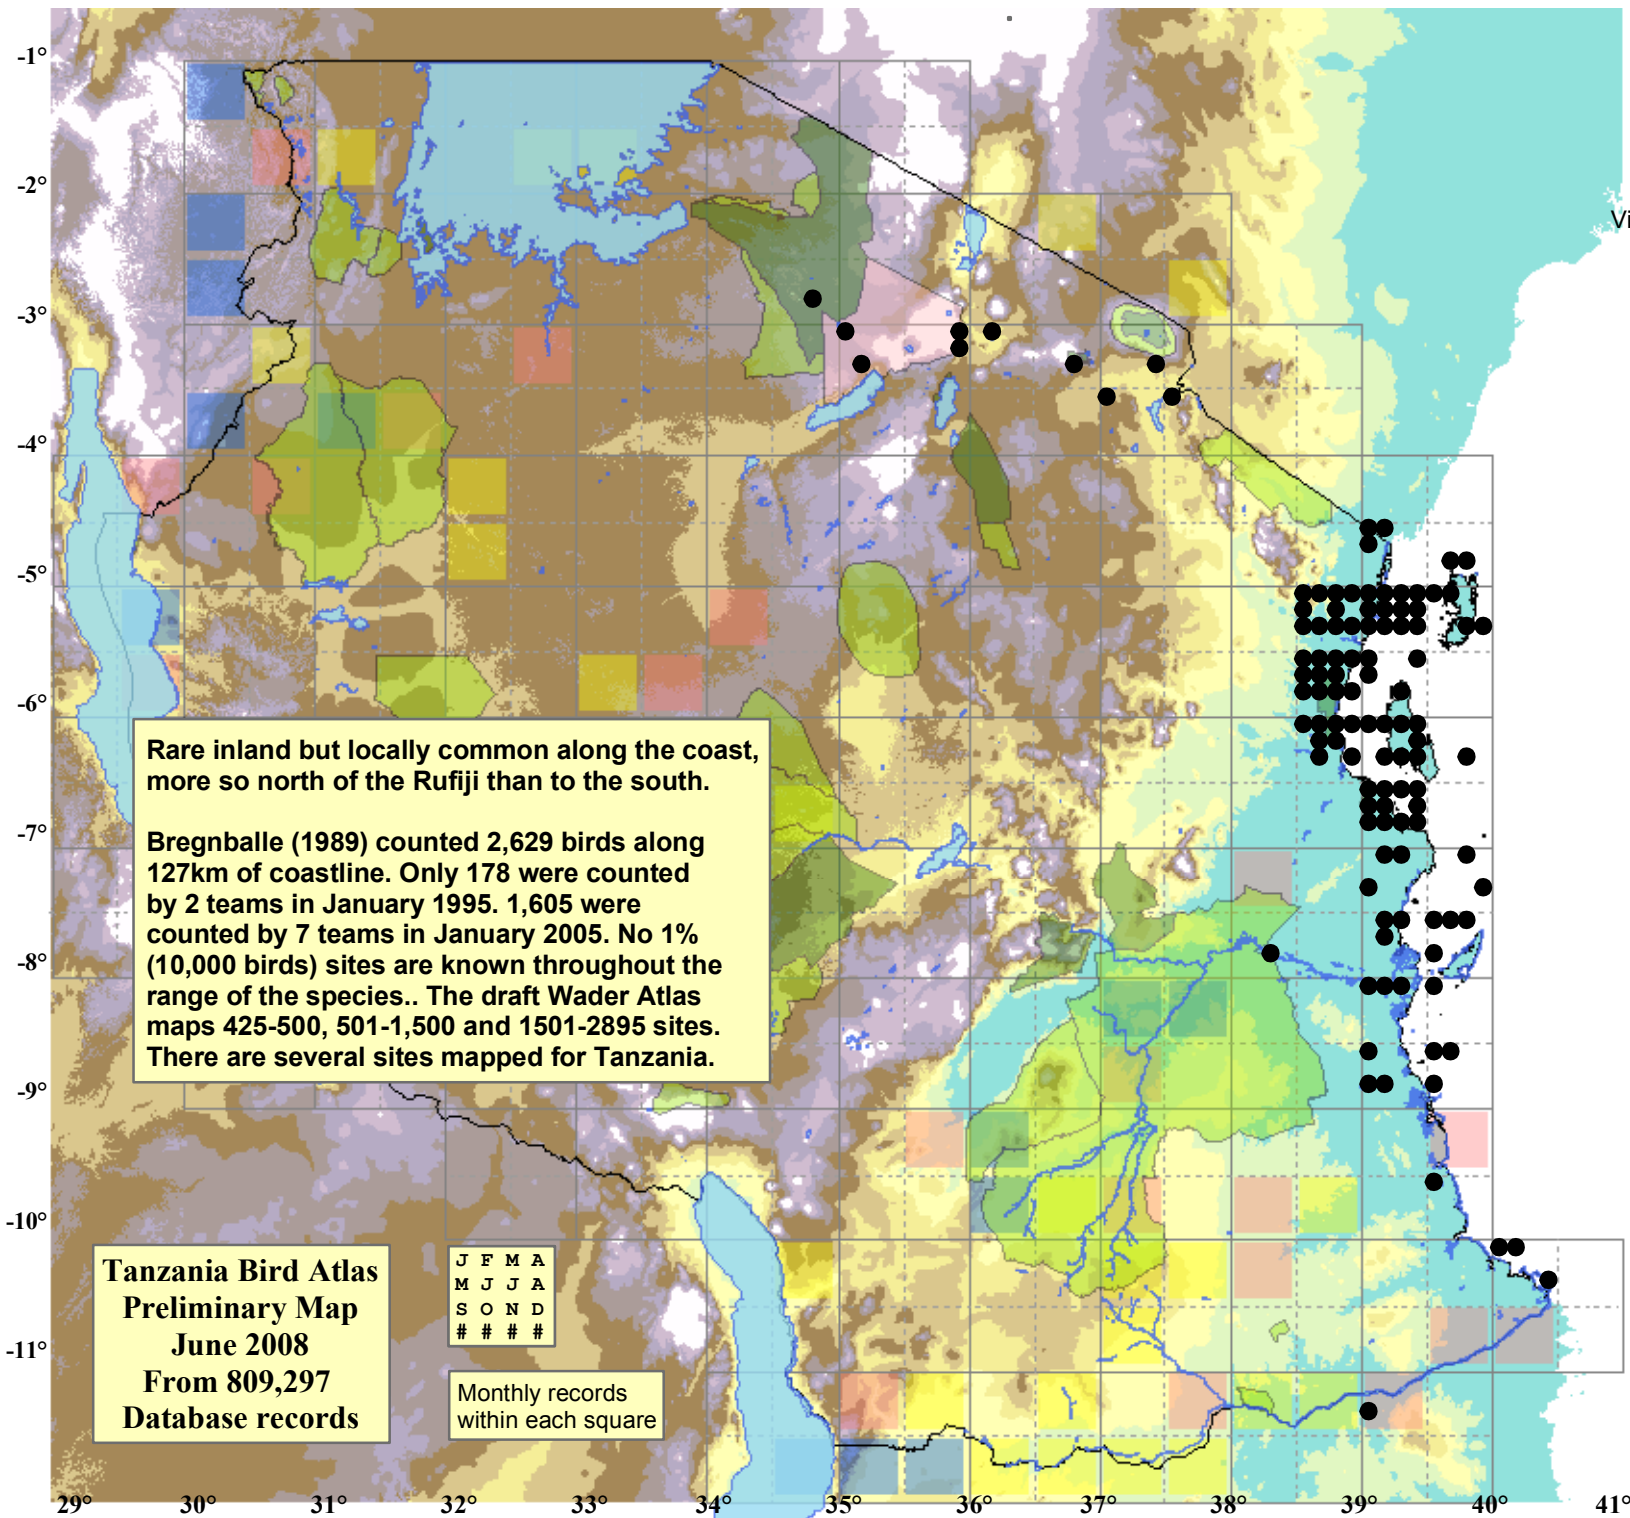 -1°
-2°
-3°
-4°
-5°
-6°
-7°
-8°
-9°
-10°
-11°
Vi
Rare inland but locally common along the coast,
more so north of the Rufiji than to the south.
Bregnballe (1989) counted 2,629 birds along
127km of coastline. Only 178 were counted
by 2 teams in January 1995. 1,605 were
counted by 7 teams in January 2005. No 1%
(10,000 birds) sites are known throughout the
range of the species.. The draft Wader Atlas
maps 425-500, 501-1,500 and 1501-2895 sites.
There are several sites mapped for Tanzania.
Tanzania Bird Atlas
Preliminary Map
June 2008
From 809,297
Database records
J F M A
M J J A
S O N D
# # # #
Monthly records
within each square
29° 30° 31° 32° 33° 34° 35° 36° 37° 38° 39° 40° 41°